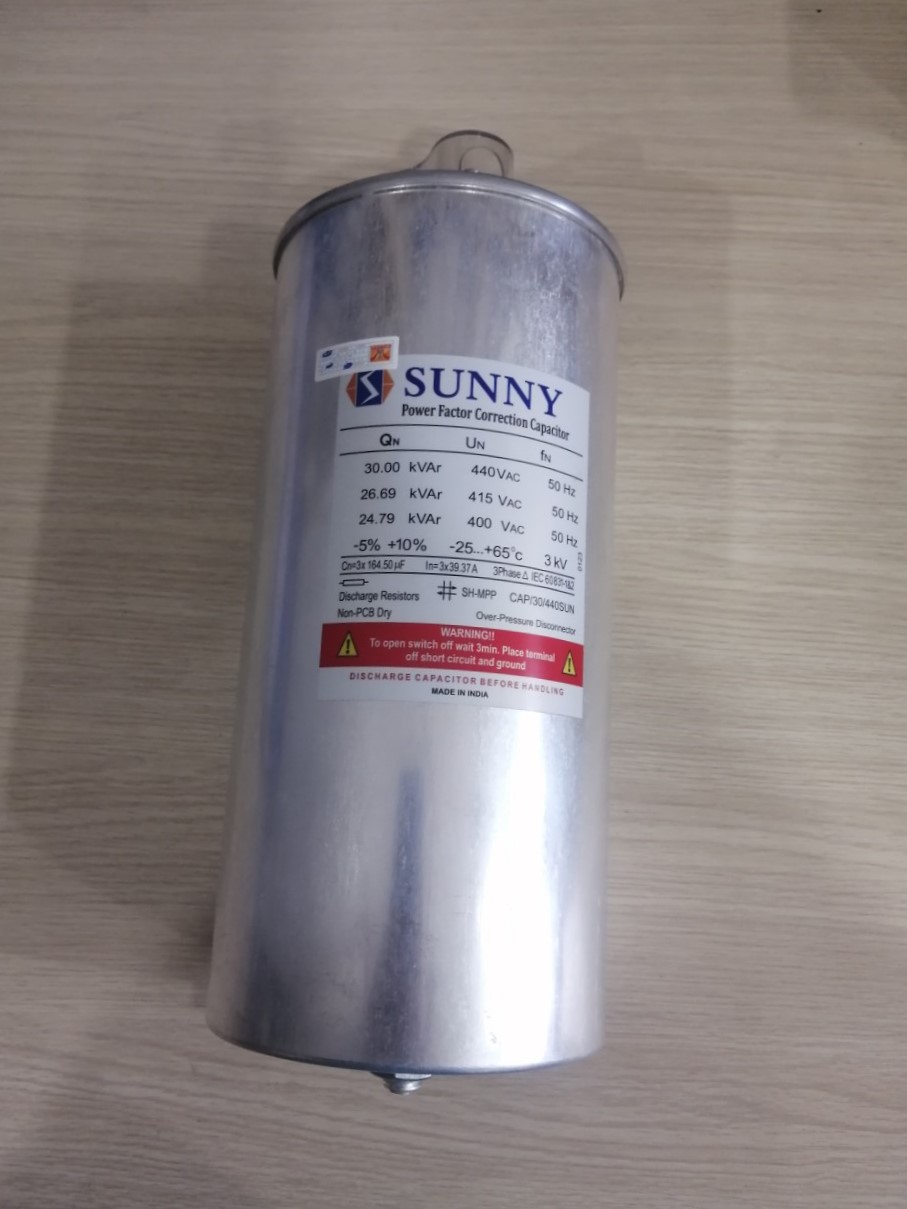 SUNNY
Power Factor Correction Capacitor
QN UN fN
30.00 kVAr 440VAC 50 Hz
26.69 kVAr 415 VAC 50 Hz
24.79 kVAr 400 VAC 50 Hz
-5% +10% -25...+65°c 3 kV
Cn=3x 164.50 µF In=3x39.37A 3Phase Δ IEC 60831-1&2
Discharge Resistors # SH-MPP CAP/30/440SUN
Non-PCB Dry Over-Pressure Disconnector
WARNING!!
To open switch off wait 3min. Place terminal
off short circuit and ground
DISCHARGE CAPACITOR BEFORE HANDLING
MADE IN INDIA